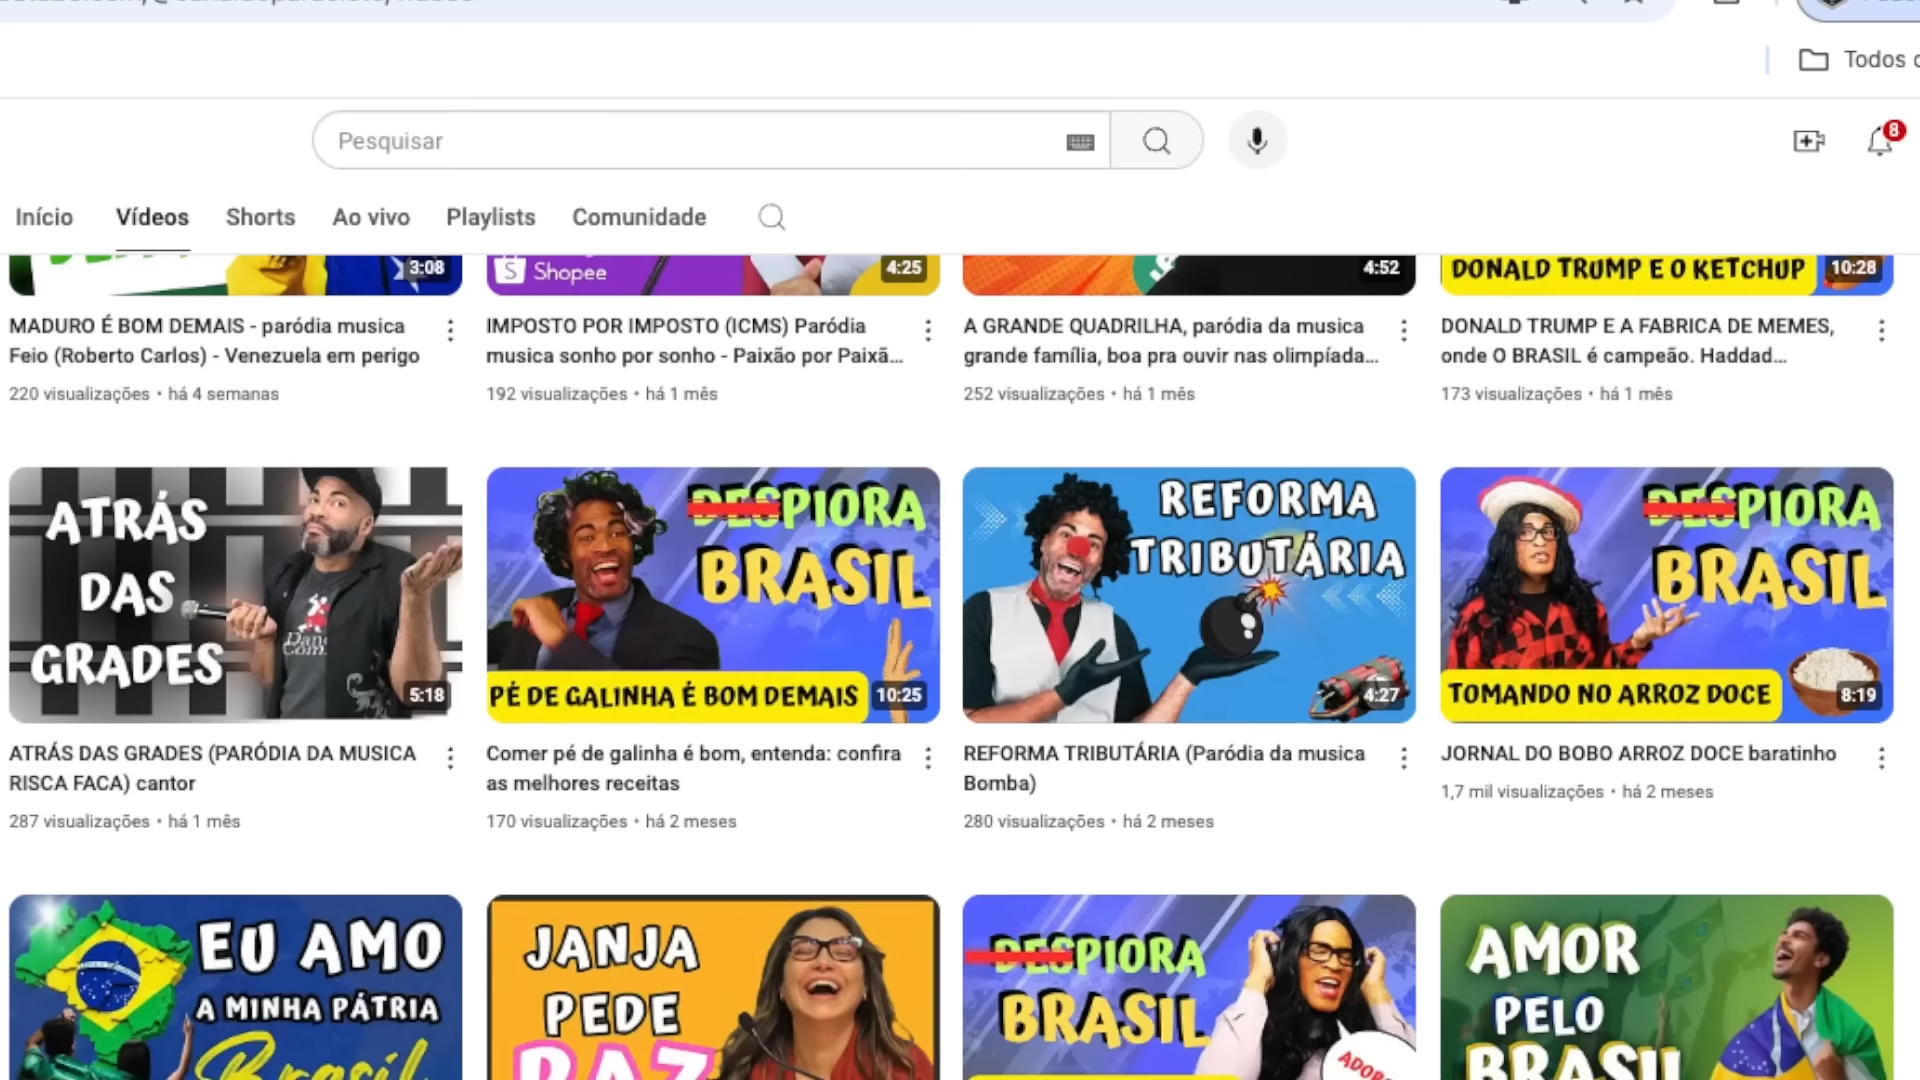 Todos
Pesquisar
8
Início Vídeos Shorts Ao vivo Playlists Comunidade
3:08
S Shopee 4:25
4:52
DONALD TRUMP E O KETCHUP 10:28
MADURO É BOM DEMAIS - paródia musica
Feio (Roberto Carlos) - Venezuela em perigo
220 visualizações • há 4 semanas
IMPOSTO POR IMPOSTO (ICMS) Paródia
musica sonho por sonho - Paixão por Paixã...
192 visualizações • há 1 mês
A GRANDE QUADRILHA, paródia da musica
grande família, boa pra ouvir nas olimpíada...
252 visualizações • há 1 mês
DONALD TRUMP E A FABRICA DE MEMES,
onde O BRASIL é campeão. Haddad...
173 visualizações • há 1 mês
ATRÁS
DAS
GRADES
Dance
Com.
5:18
DESPIORA
BRASIL
PÉ DE GALINHA É BOM DEMAIS 10:25
REFORMA
TRIBUTÁRIA
4:27
DESPIORA
BRASIL
TOMANDO NO ARROZ DOCE 8:19
ATRÁS DAS GRADES (PARÓDIA DA MUSICA
RISCA FACA) cantor
287 visualizações • há 1 mês
Comer pé de galinha é bom, entenda: confira
as melhores receitas
170 visualizações • há 2 meses
REFORMA TRIBUTÁRIA (Paródia da musica
Bomba)
280 visualizações • há 2 meses
JORNAL DO BOBO ARROZ DOCE baratinho
1,7 mil visualizações • há 2 meses
EU AMO
A MINHA PÁTRIA
Brasil
JANJA
PEDE
PAZ
DESPIORA
BRASIL
AMOR
PELO
BRASIL